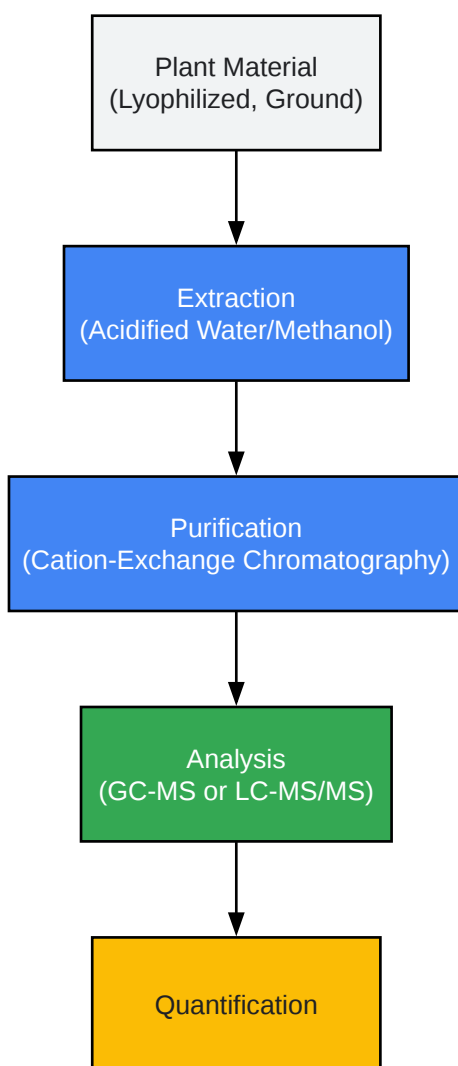 Plant Material
(Lyophilized, Ground)
Extraction
(Acidified Water/Methanol)
Purification
(Cation-Exchange Chromatography)
Analysis
(GC-MS or LC-MS/MS)
Quantification